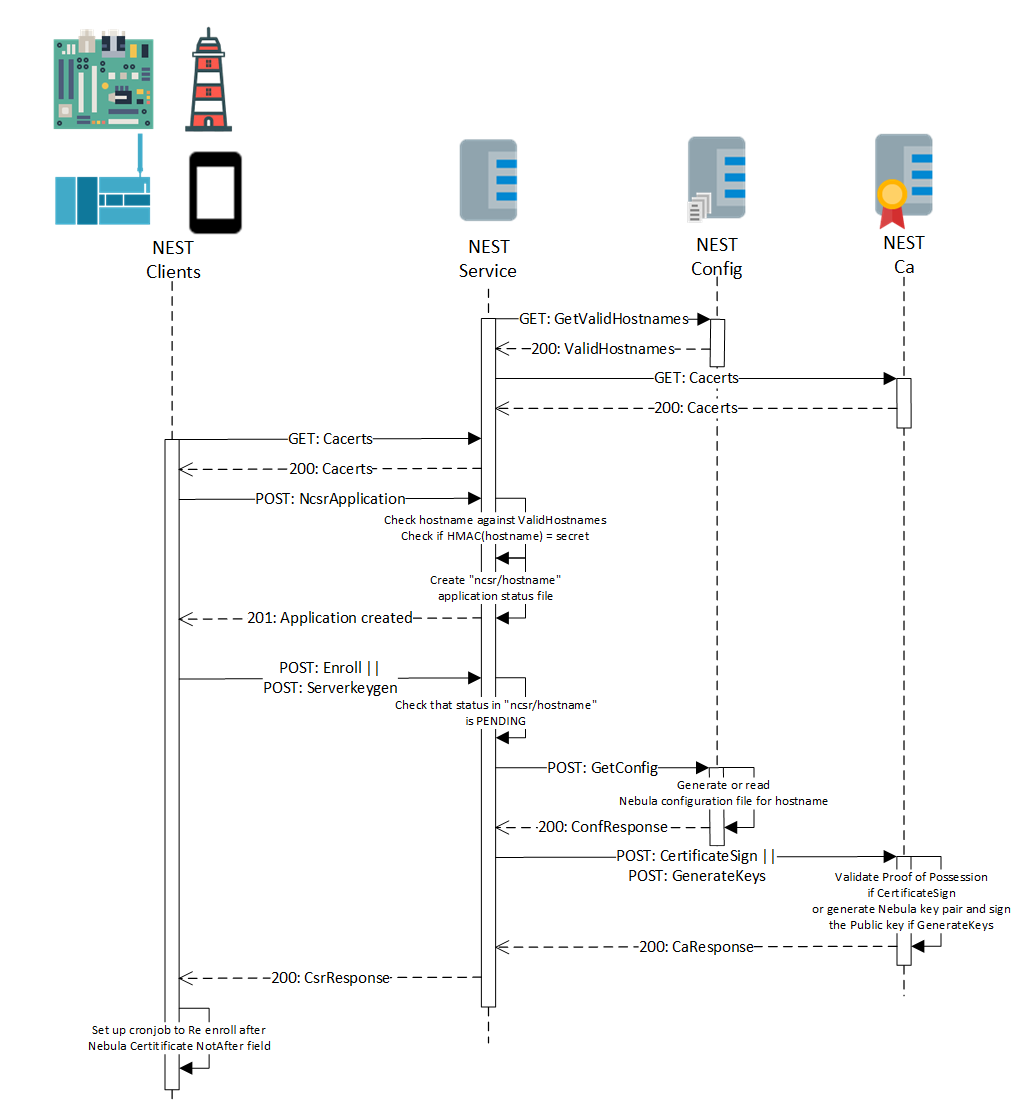 NEST
Clients
NEST
Service
NEST
Config
NEST
Ca
GET: GetValidHostnames
200: ValidHostnames
GET: Cacerts
200: Cacerts
GET: Cacerts
200: Cacerts
POST: NcsrApplication
Check hostname against ValidHostnames
Check if HMAC(hostname) = secret
Create "ncsr/hostname"
application status file
201: Application created
POST: Enroll ||
POST: Serverkeygen
Check that status in "ncsr/hostname"
is PENDING
POST: GetConfig
Generate or read
Nebula configuration file for hostname
200: ConfResponse
POST: CertificateSign ||
POST: GenerateKeys
Validate Proof of Possession
if CertificateSign
or generate Nebula key pair and sign
the Public key if GenerateKeys
200: CaResponse
200: CsrResponse
Set up cronjob to Re enroll after
Nebula Certitificate NotAfter field